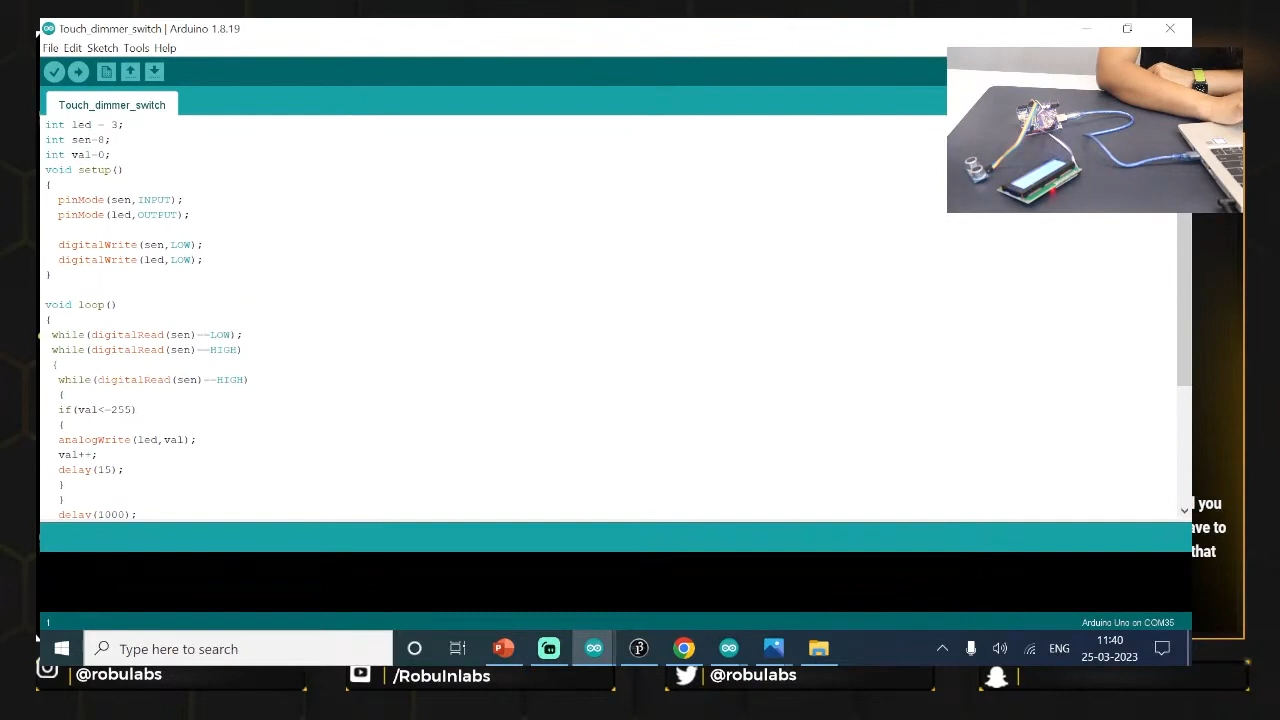 Touch_dimmer_switch | Arduino 1.8.19
File Edit Sketch Tools Help
Touch_dimmer_switch
int led = 3;
int sen=8;
int val=0;
void setup()
{
pinMode(sen,INPUT);
pinMode(led,OUTPUT);
digitalWrite(sen,LOW);
digitalWrite(led,LOW);
}
void loop()
{
while(digitalRead(sen)==LOW);
while(digitalRead(sen)==HIGH)
{
while(digitalRead(sen)==HIGH)
{
if(val<=255)
{
analogWrite(led,val);
val++;
delay(15);
}
}
delay(1000);
you
ave to
that
1
Arduino Uno on COM35
Type here to search
ENG
11:40
25-03-2023
@robulabs
/RobuInlabs
@robulabs